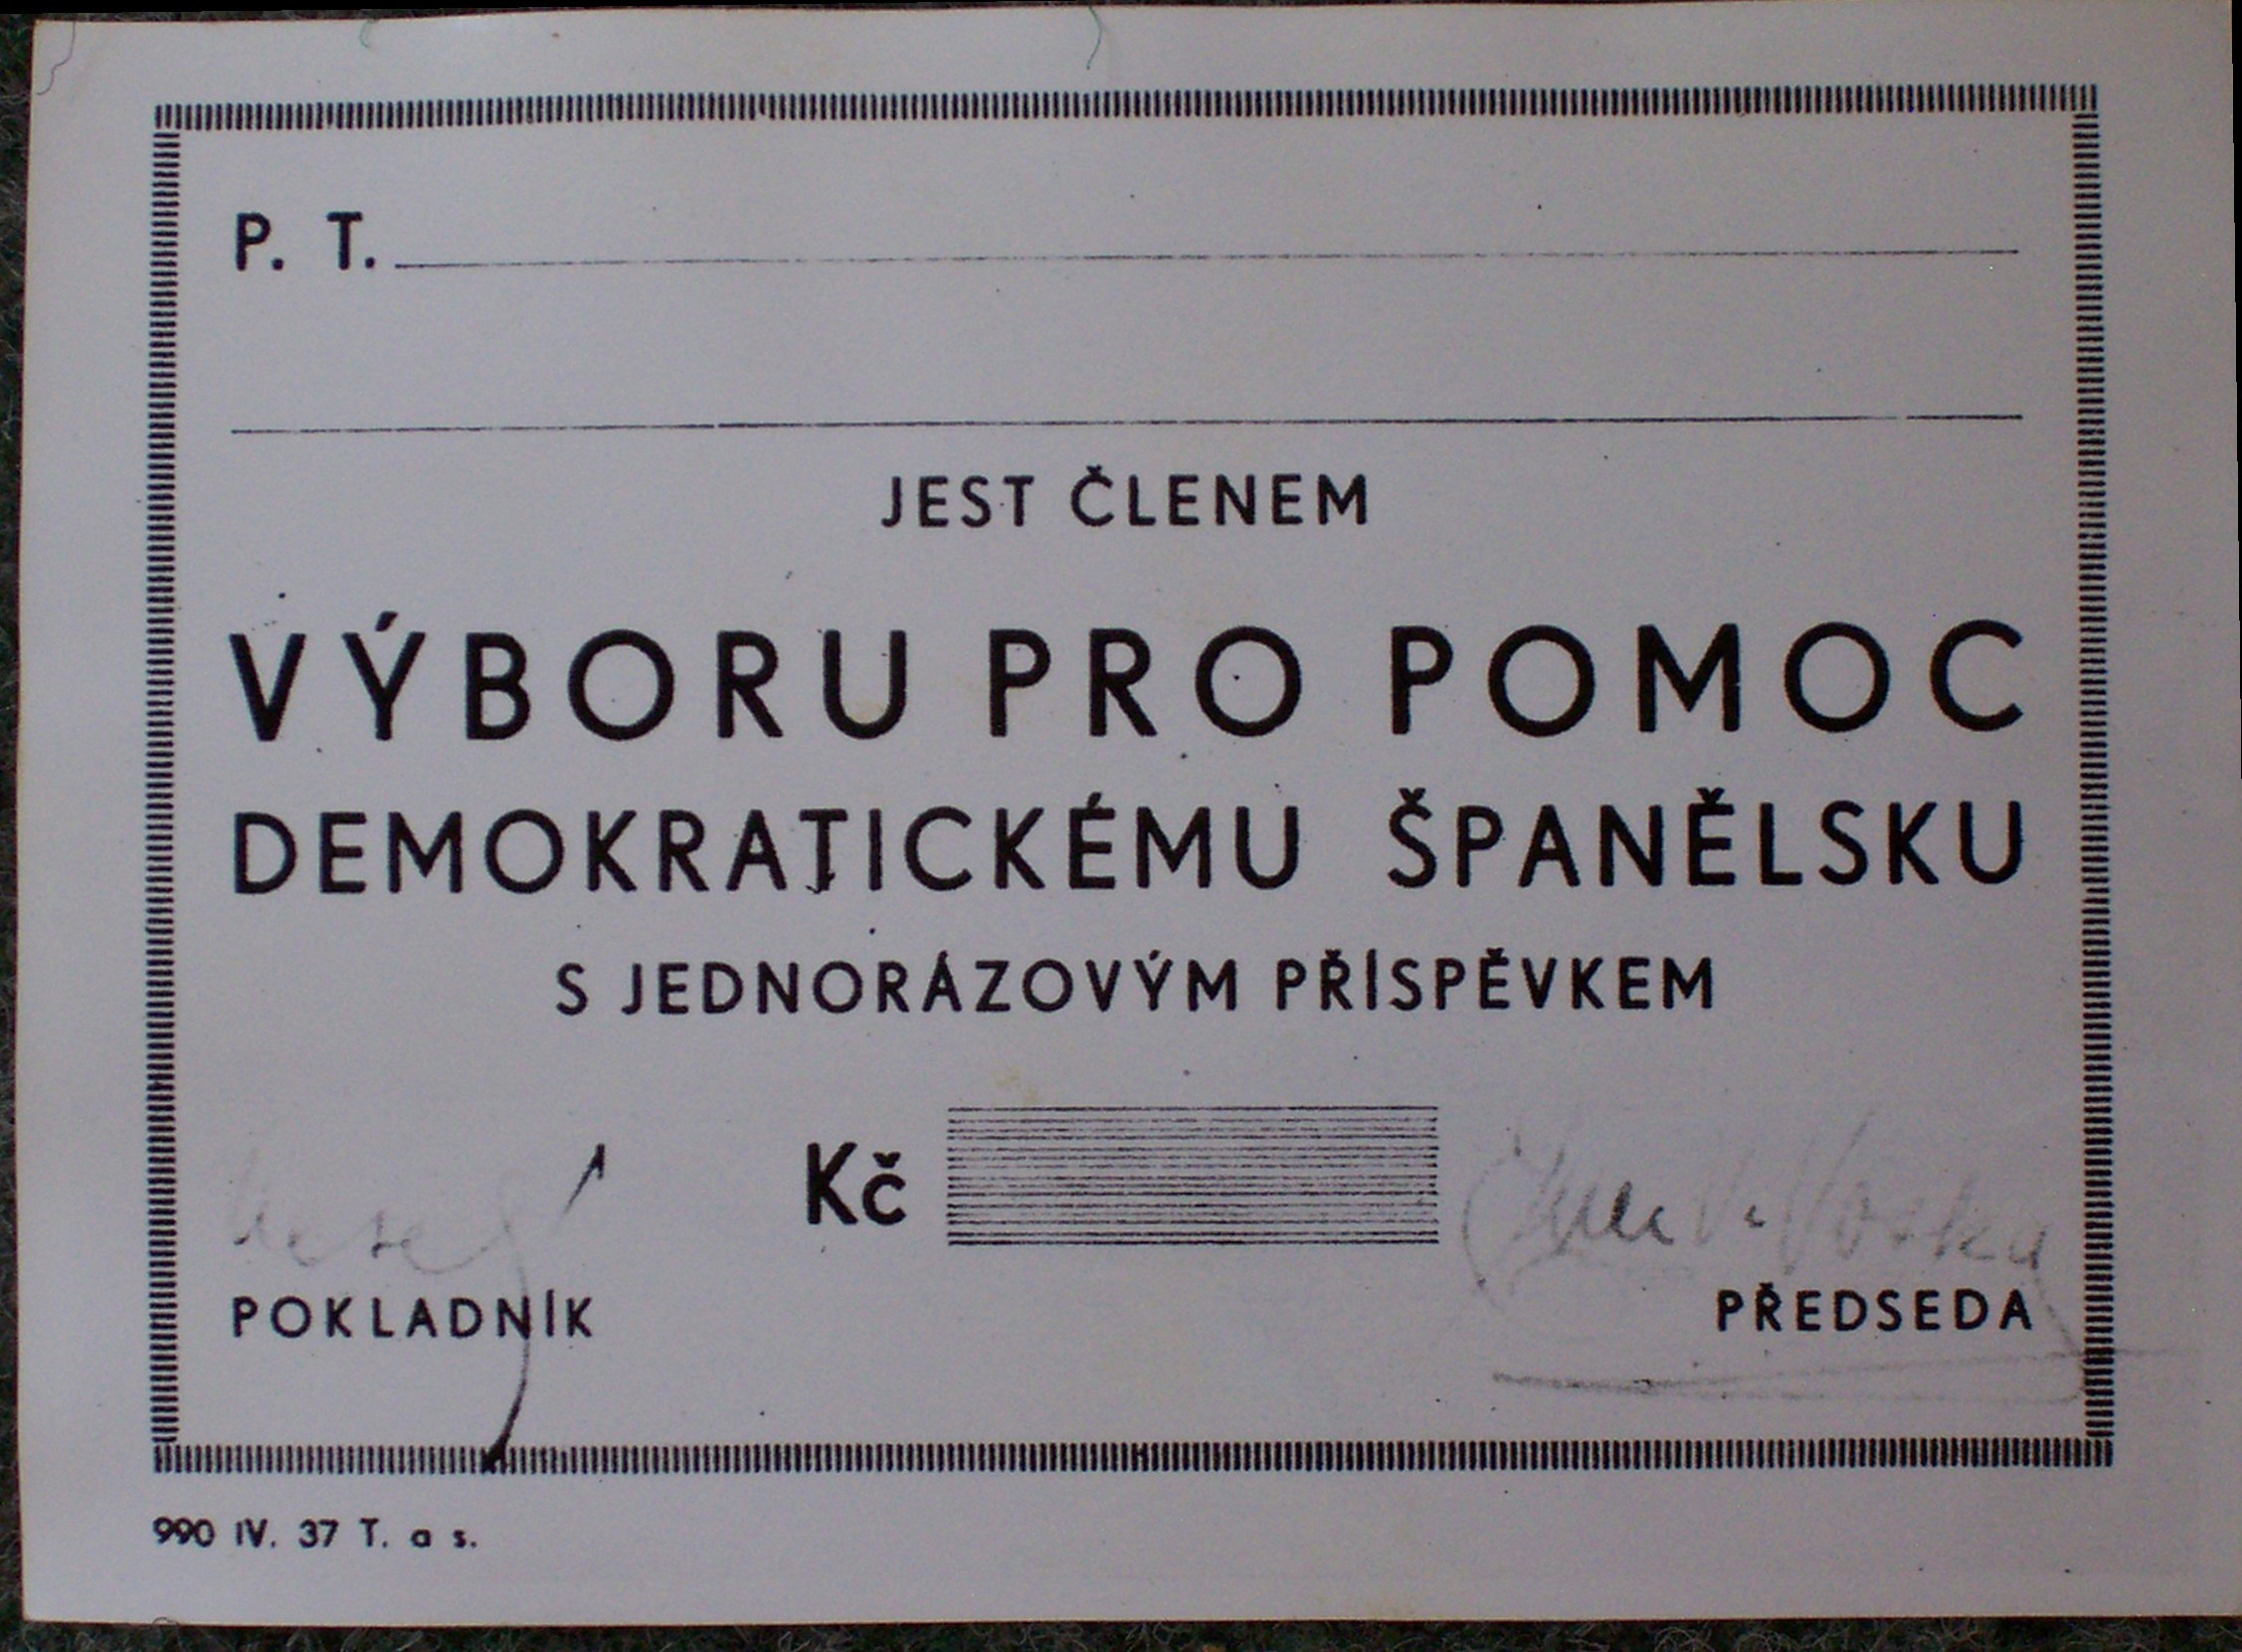 P. T.
JEST ČLENEM
VÝBORU PRO POMOC
DEMOKRATICKÉMU ŠPANĚLSKU
S JEDNORÁZOVÝM PŘÍSPĚVKEM
Kč
POKLADNÍK
PŘEDSEDA
990 IV. 37 T. a s.